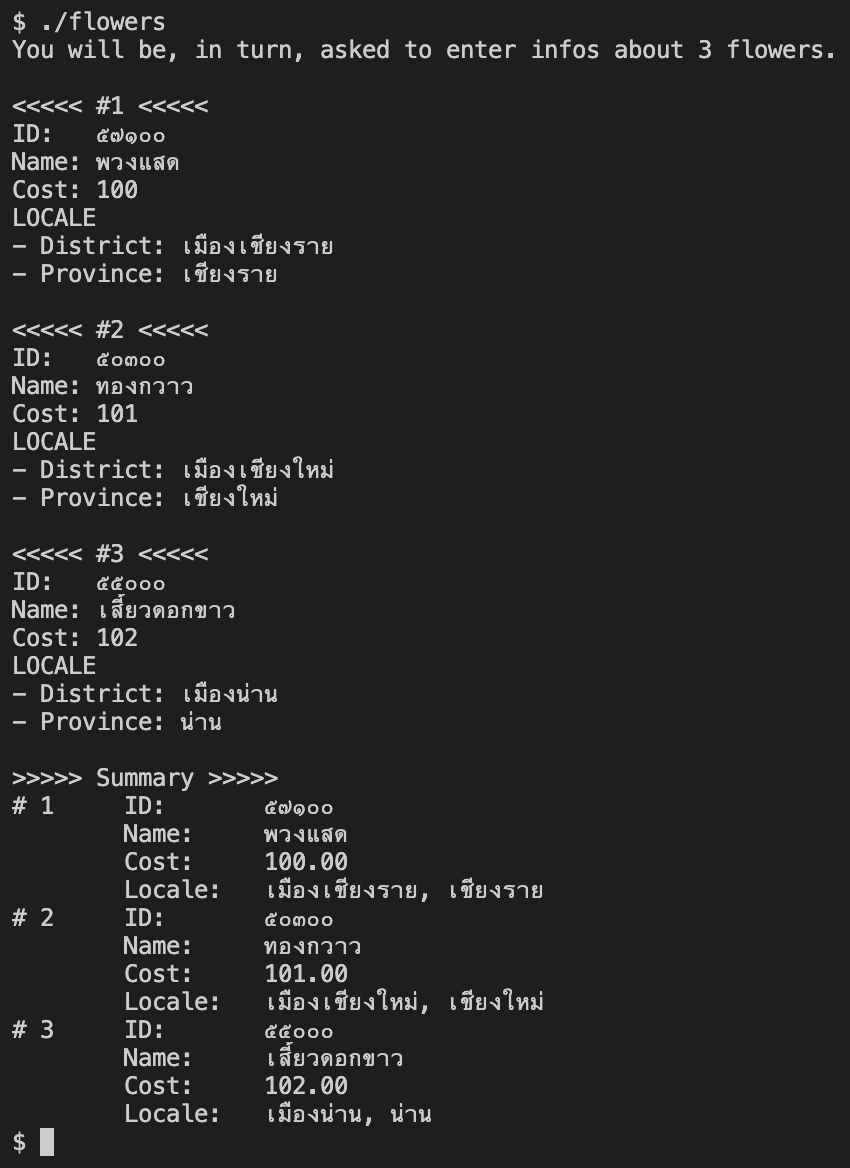 $ ./flowers
You will be, in turn, asked to enter infos about 3 flowers.

<<<<< #1 <<<<<
ID:   ๕๗๑๐๐
Name: พวงแสด
Cost: 100
LOCALE
- District: เมืองเชียงราย
- Province: เชียงราย

<<<<< #2 <<<<<
ID:   ๕๐๓๐๐
Name: ทองกวาว
Cost: 101
LOCALE
- District: เมืองเชียงใหม่
- Province: เชียงใหม่

<<<<< #3 <<<<<
ID:   ๕๕๐๐๐
Name: เสี้ยวดอกขาว
Cost: 102
LOCALE
- District: เมืองน่าน
- Province: น่าน

>>>>> Summary >>>>>
# 1     ID:       ๕๗๑๐๐
        Name:     พวงแสด
        Cost:     100.00
        Locale:   เมืองเชียงราย, เชียงราย
# 2     ID:       ๕๐๓๐๐
        Name:     ทองกวาว
        Cost:     101.00
        Locale:   เมืองเชียงใหม่, เชียงใหม่
# 3     ID:       ๕๕๐๐๐
        Name:     เสี้ยวดอกขาว
        Cost:     102.00
        Locale:   เมืองน่าน, น่าน
$